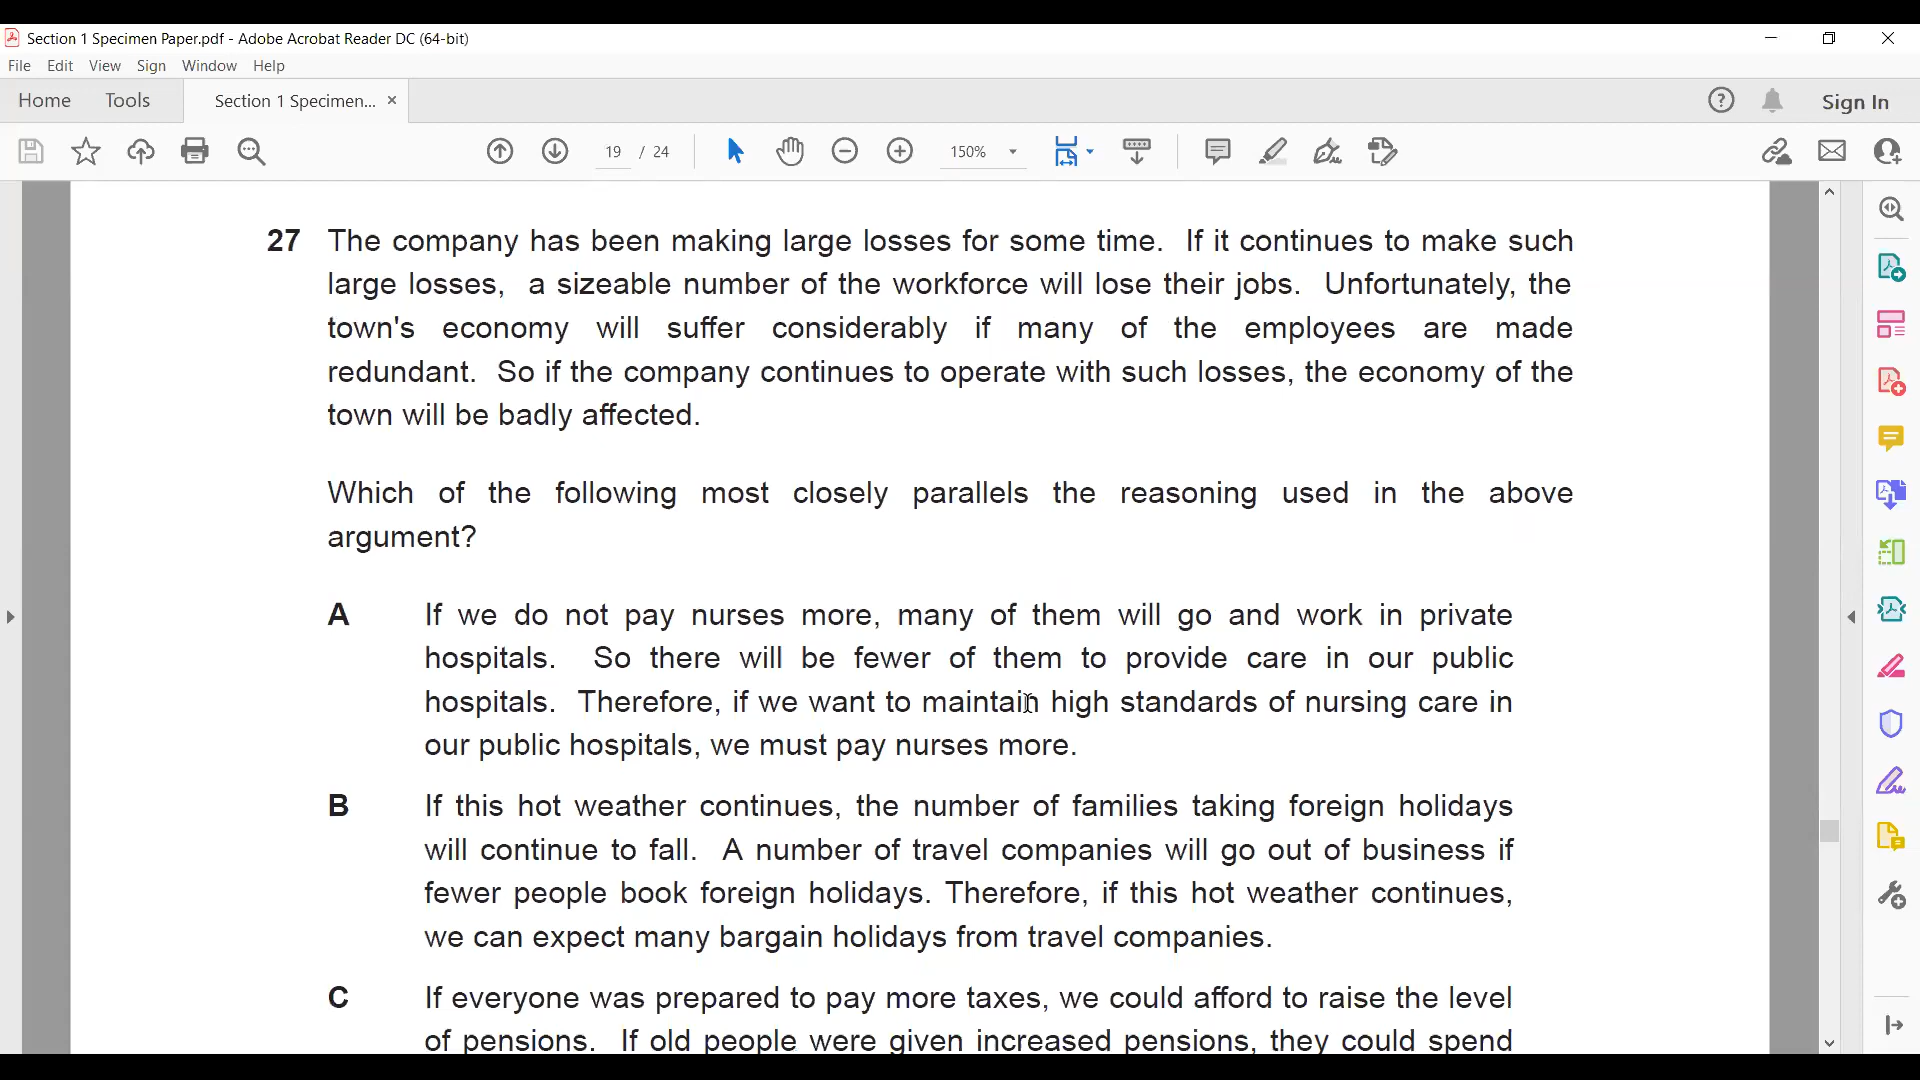 Section 1 Specimen Paper.pdf - Adobe Acrobat Reader DC (64-bit)
File Edit View Sign Window Help
Home Tools Section 1 Specimen... × Sign In
19 / 24 150%
27 The company has been making large losses for some time. If it continues to make such
large losses, a sizeable number of the workforce will lose their jobs. Unfortunately, the
town's economy will suffer considerably if many of the employees are made
redundant. So if the company continues to operate with such losses, the economy of the
town will be badly affected.
Which of the following most closely parallels the reasoning used in the above
argument?
A If we do not pay nurses more, many of them will go and work in private
hospitals. So there will be fewer of them to provide care in our public
hospitals. Therefore, if we want to maintain high standards of nursing care in
our public hospitals, we must pay nurses more.
B If this hot weather continues, the number of families taking foreign holidays
will continue to fall. A number of travel companies will go out of business if
fewer people book foreign holidays. Therefore, if this hot weather continues,
we can expect many bargain holidays from travel companies.
C If everyone was prepared to pay more taxes, we could afford to raise the level
of pensions. If old people were given increased pensions, they could spend